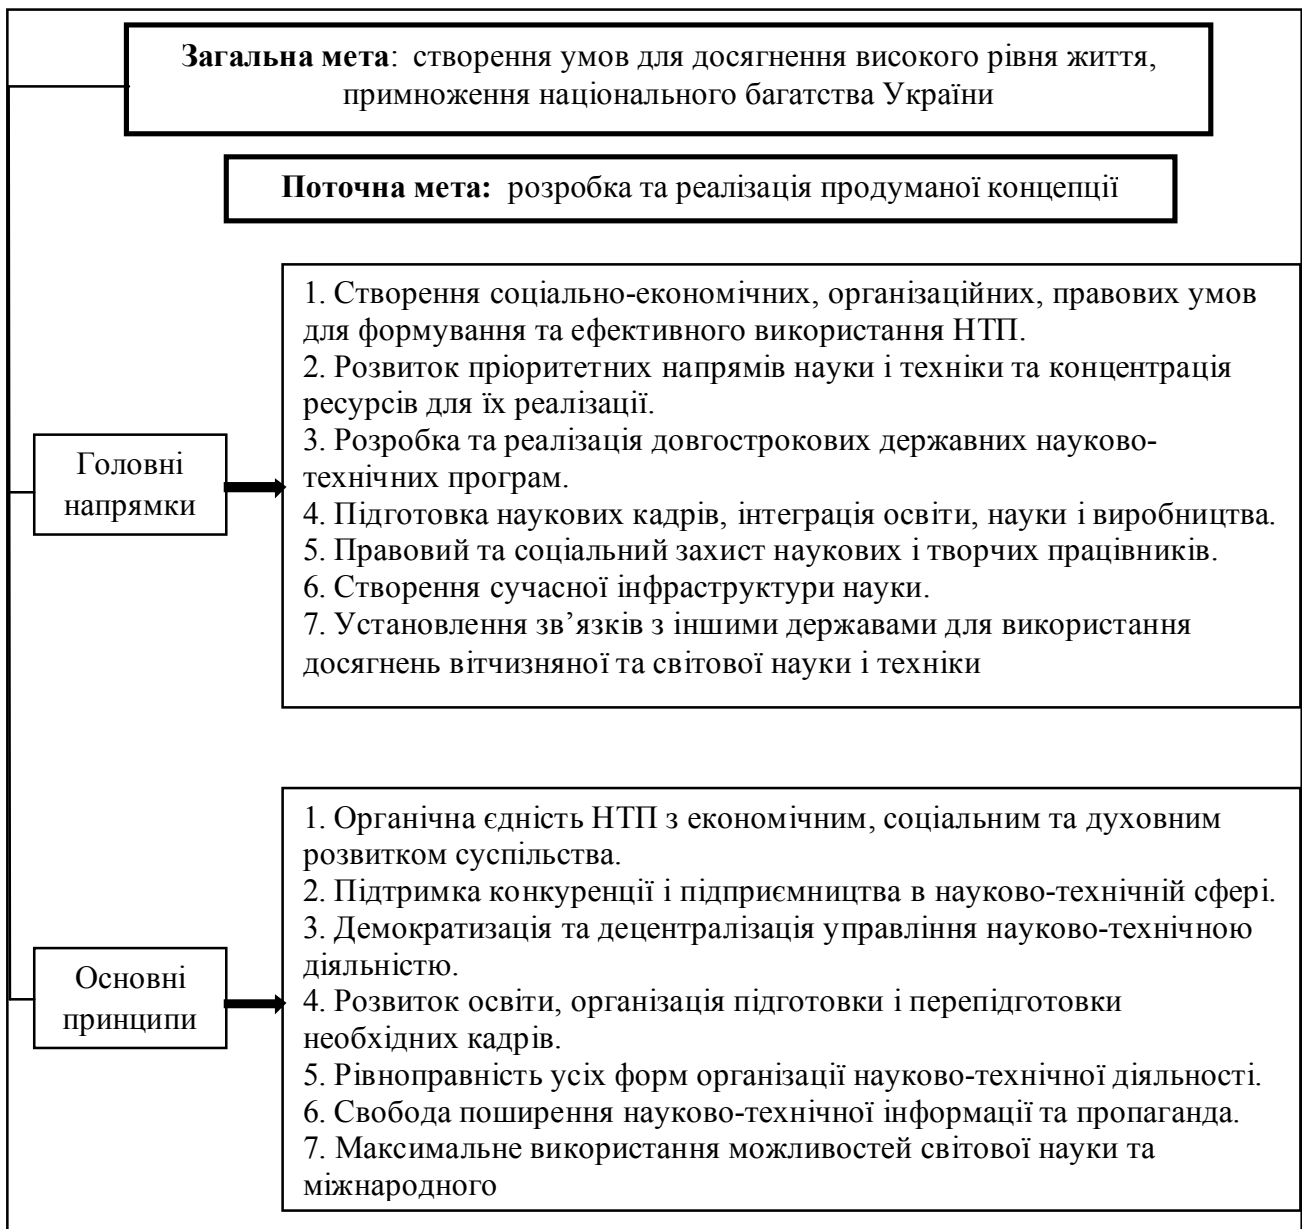 Загальна мета: створення умов для досягнення високого рівня життя,
примноження національного багатства України
Поточна мета: розробка та реалізація продуманої концепції
1. Створення соціально-економічних, організаційних, правових умов
для формування та ефективного використання НТП.
2. Розвиток пріоритетних напрямів науки і техніки та концентрація
ресурсів для їх реалізації.
3. Розробка та реалізація довгострокових державних науково-
технічних програм.
4. Підготовка наукових кадрів, інтеграція освіти, науки і виробництва.
5. Правовий та соціальний захист наукових і творчих працівників.
6. Створення сучасної інфраструктури науки.
7. Установлення зв’язків з іншими державами для використання
досягнень вітчизняної та світової науки і техніки
Головні
напрямки
1. Органічна єдність НТП з економічним, соціальним та духовним
розвитком суспільства.
2. Підтримка конкуренції і підприємництва в науково-технічній сфері.
3. Демократизація та децентралізація управління науково-технічною
діяльністю.
4. Розвиток освіти, організація підготовки і перепідготовки
необхідних кадрів.
5. Рівноправність усіх форм організації науково-технічної діяльності.
6. Свобода поширення науково-технічної інформації та пропаганда.
7. Максимальне використання можливостей світової науки та
міжнародного
Основні
принципи